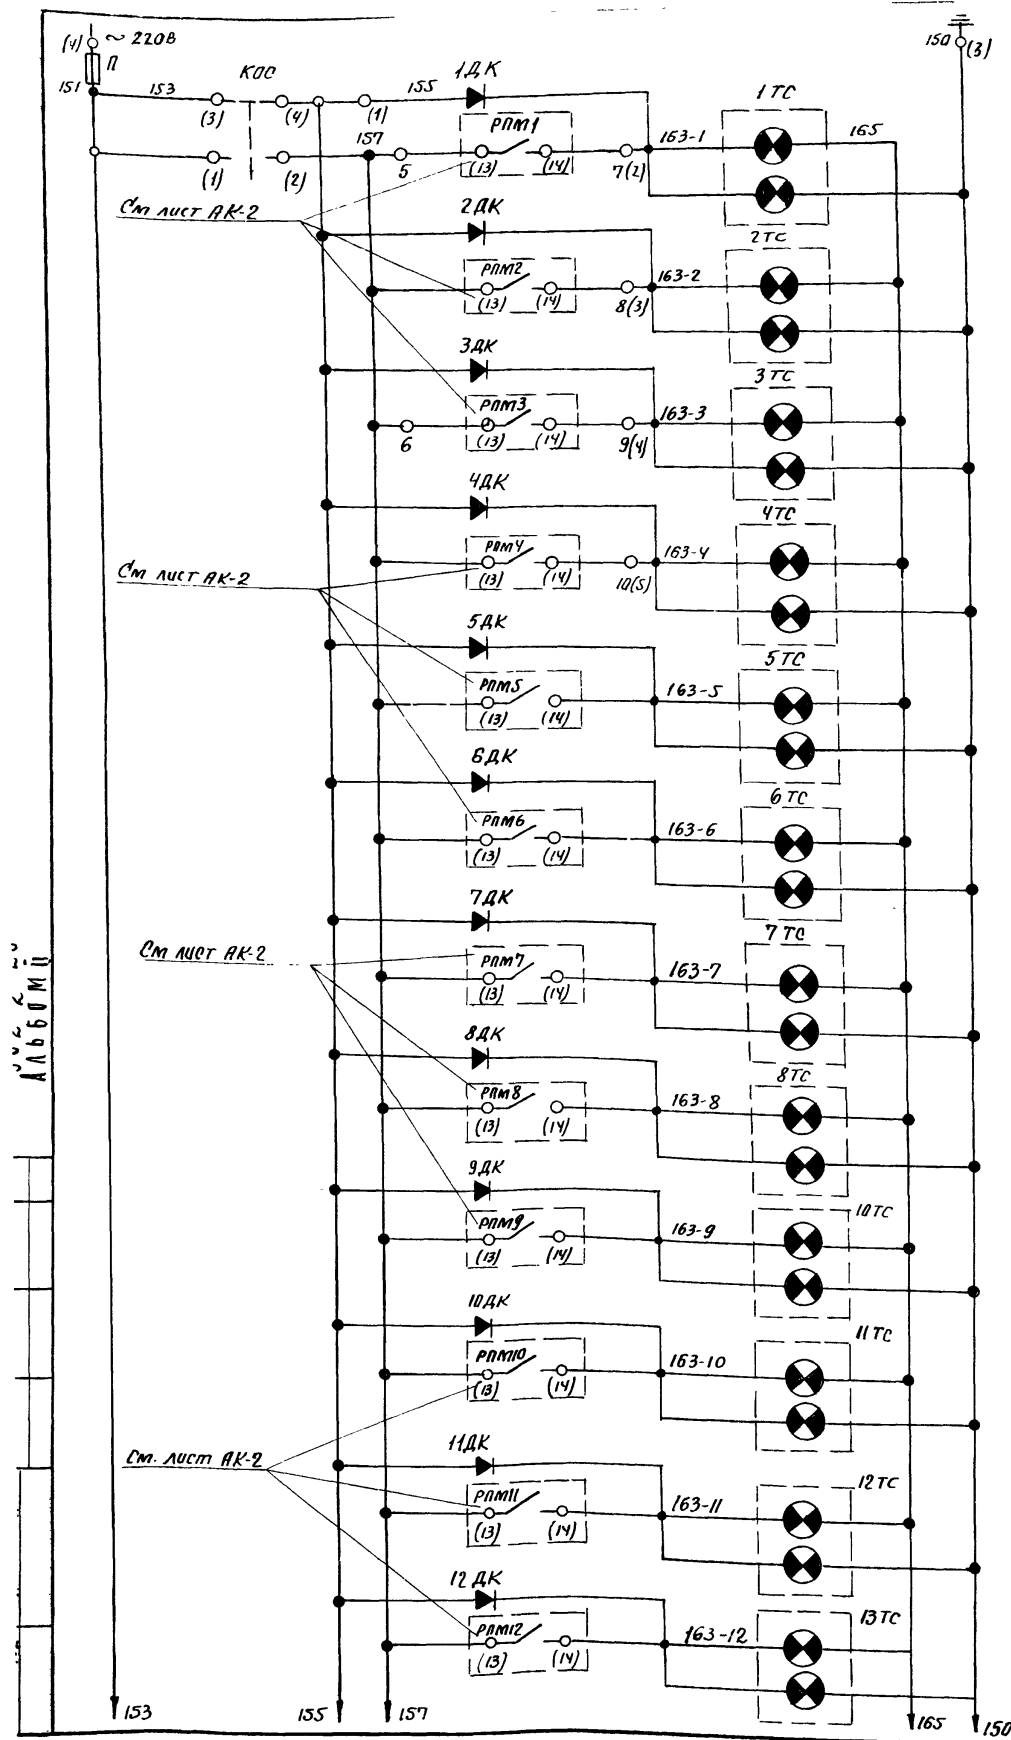 (4) ~ 220В
150 (3)
П
151 153 КОС 155 1ДК 1ТС
(3) (4) (1)
157 РПМ1 163-1 165
(1) (2) 5 (13) (14) 7(2)
См лист АК-2 2ДК 2ТС
РПМ2 163-2
(13) (14) 8(3)
3ДК 3ТС
РПМ3 163-3
6 (13) (14) 9(4)
4ДК 4ТС
РПМ4 163-4
См лист АК-2 (13) (14) 10(5)
5ДК 5ТС
РПМ5 163-5
(13) (14)
6ДК 6ТС
РПМ6 163-6
(13) (14)
7ДК 7ТС
См лист АК-2 РПМ7 163-7
(13) (14)
АЛЬБОМ II
8ДК 8ТС
РПМ8 163-8
(13) (14)
9ДК 10ТС
РПМ9 163-9
(13) (14)
10ДК 11ТС
РПМ10 163-10
(13) (14)
См. лист АК-2 11ДК 12ТС
РПМ11 163-11
(13) (14)
12ДК 13ТС
РПМ12 163-12
(13) (14)
153 155 157 165 150